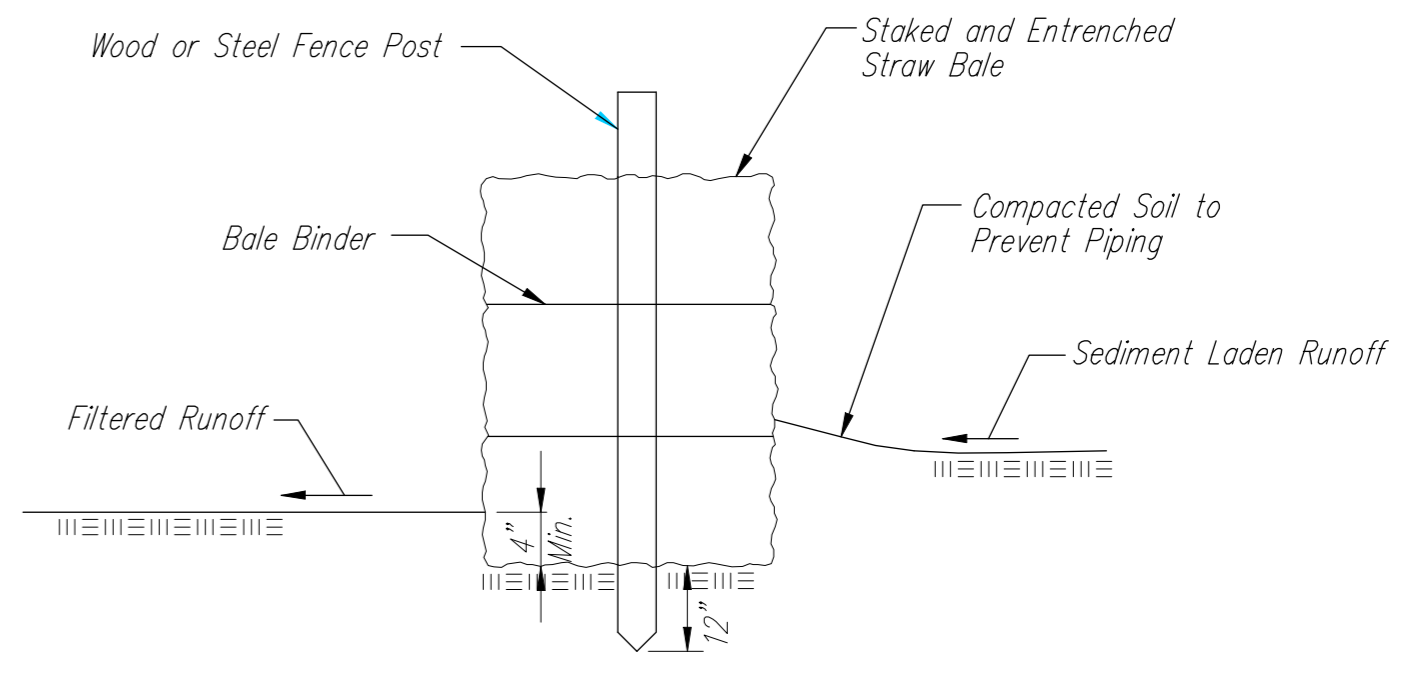 Wood or Steel Fence Post
Staked and Entrenched
Straw Bale
Bale Binder
Compacted Soil to
Prevent Piping
Sediment Laden Runoff
Filtered Runoff
4"
Min.
12"